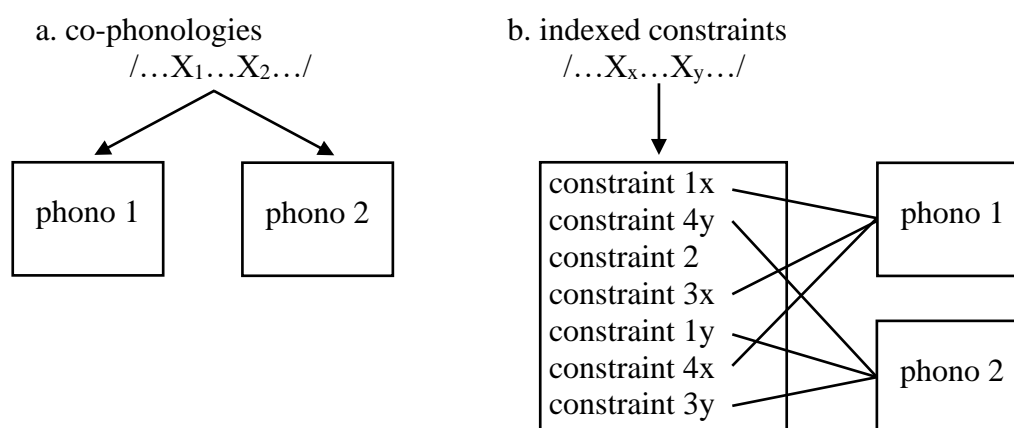 a. co-phonologies
/…X₁…X₂…/
phono 1
phono 2
b. indexed constraints
/…Xₓ…Xᵧ…/
constraint 1x
constraint 4y
constraint 2
constraint 3x
constraint 1y
constraint 4x
constraint 3y
phono 1
phono 2